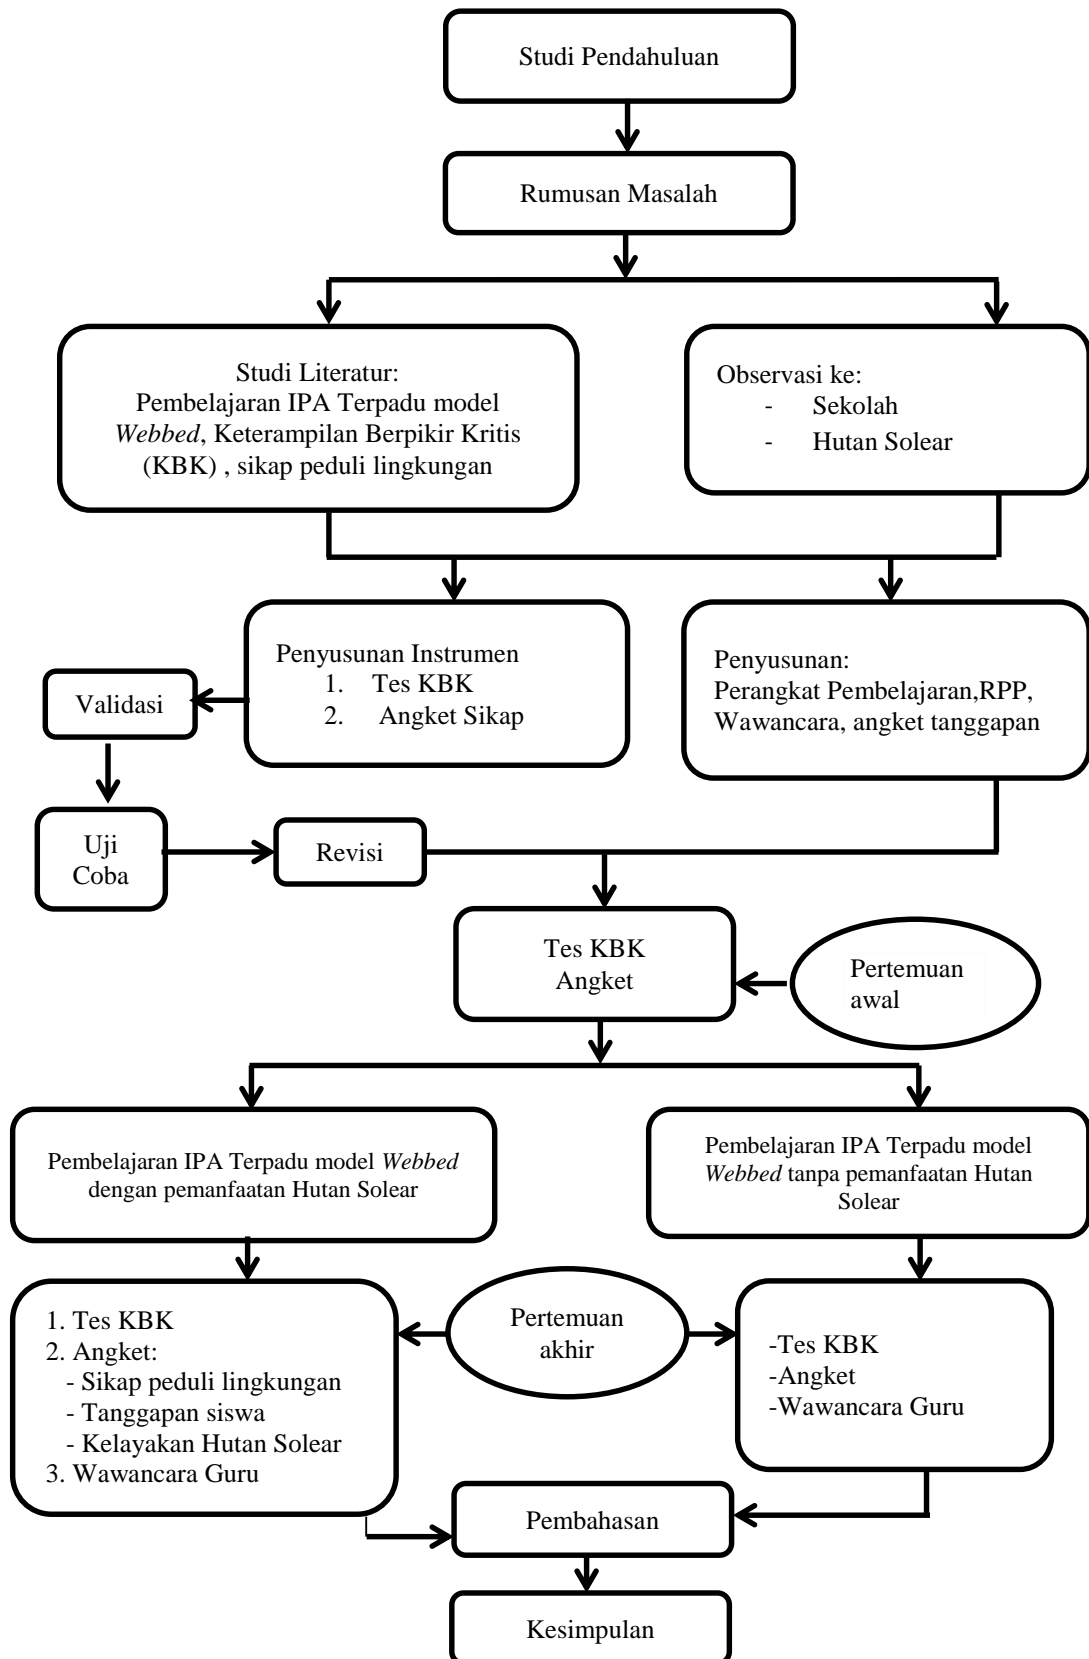 Studi Pendahuluan
Rumusan Masalah
Studi Literatur:
Pembelajaran IPA Terpadu model
Webbed, Keterampilan Berpikir Kritis
(KBK) , sikap peduli lingkungan
Observasi ke:
- Sekolah
- Hutan Solear
Penyusunan Instrumen
1. Tes KBK
2. Angket Sikap
Penyusunan:
Perangkat Pembelajaran,RPP,
Wawancara, angket tanggapan
Validasi
Uji
Coba
Revisi
Tes KBK
Angket
Pertemuan
awal
Pembelajaran IPA Terpadu model Webbed
dengan pemanfaatan Hutan Solear
Pembelajaran IPA Terpadu model
Webbed tanpa pemanfaatan Hutan
Solear
1. Tes KBK
2. Angket:
- Sikap peduli lingkungan
- Tanggapan siswa
- Kelayakan Hutan Solear
3. Wawancara Guru
Pertemuan
akhir
-Tes KBK
-Angket
-Wawancara Guru
Pembahasan
Kesimpulan